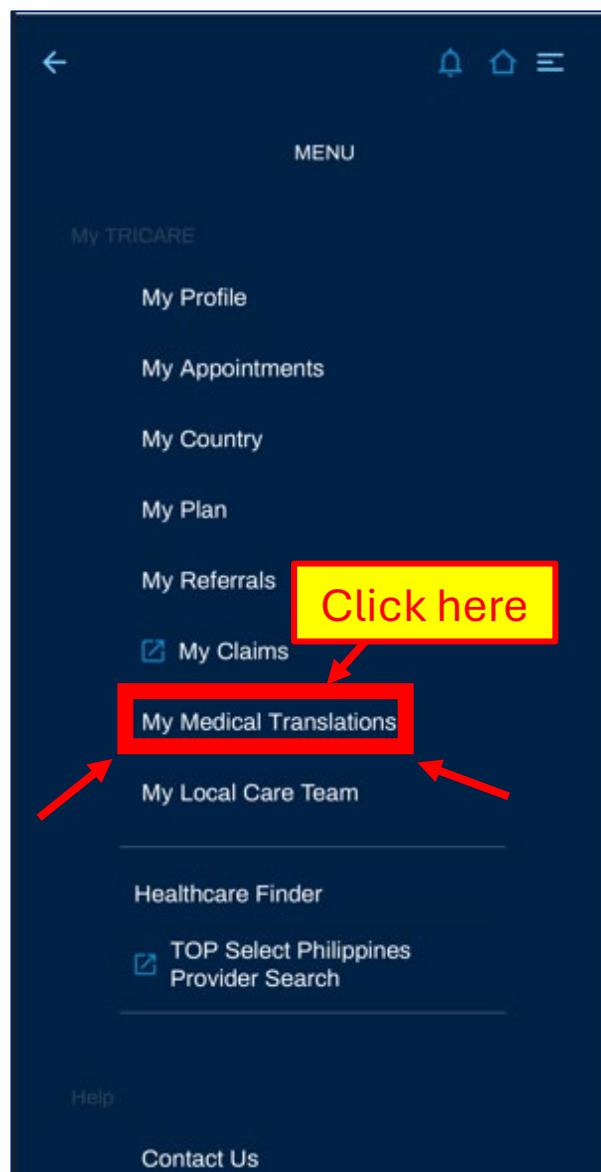 MENU
My TRICARE
My Profile
My Appointments
My Country
My Plan
My Referrals
Click here
My Claims
My Medical Translations
My Local Care Team
Healthcare Finder
TOP Select Philippines
Provider Search
Help
Contact Us